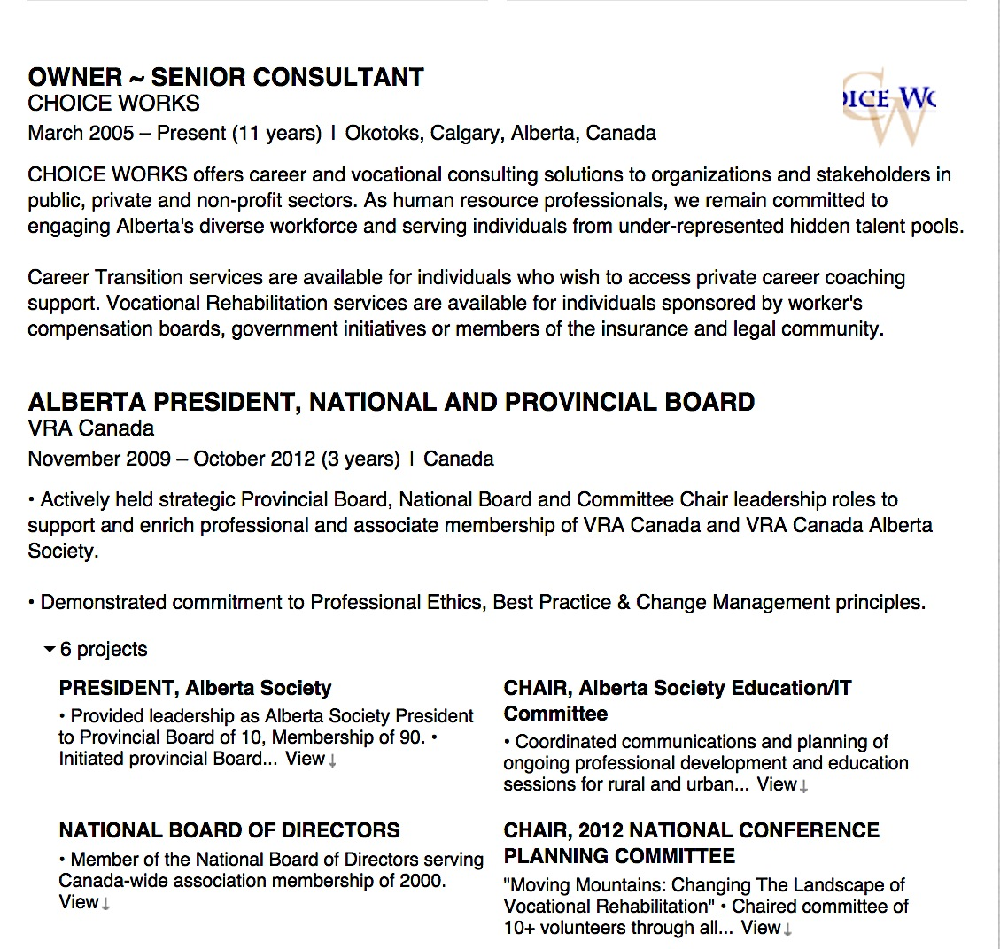 OWNER ~ SENIOR CONSULTANT
CHOICE WORKS
OICE WO
CW
March 2005 – Present (11 years) | Okotoks, Calgary, Alberta, Canada
CHOICE WORKS offers career and vocational consulting solutions to organizations and stakeholders in
public, private and non-profit sectors. As human resource professionals, we remain committed to
engaging Alberta's diverse workforce and serving individuals from under-represented hidden talent pools.
Career Transition services are available for individuals who wish to access private career coaching
support. Vocational Rehabilitation services are available for individuals sponsored by worker's
compensation boards, government initiatives or members of the insurance and legal community.
ALBERTA PRESIDENT, NATIONAL AND PROVINCIAL BOARD
VRA Canada
November 2009 – October 2012 (3 years) | Canada
• Actively held strategic Provincial Board, National Board and Committee Chair leadership roles to
support and enrich professional and associate membership of VRA Canada and VRA Canada Alberta
Society.
• Demonstrated commitment to Professional Ethics, Best Practice & Change Management principles.
6 projects
PRESIDENT, Alberta Society
• Provided leadership as Alberta Society President
to Provincial Board of 10, Membership of 90. •
Initiated provincial Board... View↓
CHAIR, Alberta Society Education/IT
Committee
• Coordinated communications and planning of
ongoing professional development and education
sessions for rural and urban... View↓
NATIONAL BOARD OF DIRECTORS
• Member of the National Board of Directors serving
Canada-wide association membership of 2000.
View↓
CHAIR, 2012 NATIONAL CONFERENCE
PLANNING COMMITTEE
"Moving Mountains: Changing The Landscape of
Vocational Rehabilitation" • Chaired committee of
10+ volunteers through all... View↓